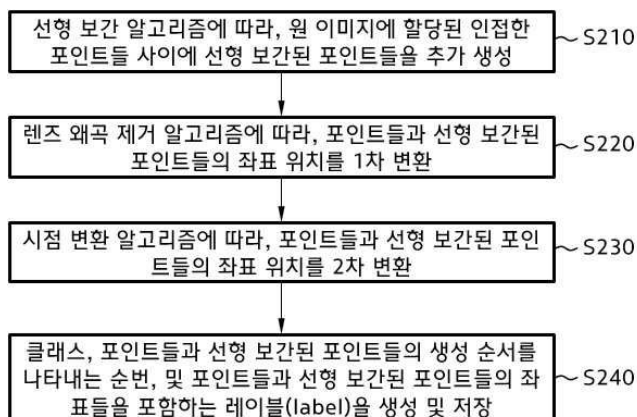 선형 보간 알고리즘에 따라, 원 이미지에 할당된 인접한
포인트들 사이에 선형 보간된 포인트들을 추가 생성
S210
렌즈 왜곡 제거 알고리즘에 따라, 포인트들과 선형 보간된
포인트들의 좌표 위치를 1차 변환
S220
시점 변환 알고리즘에 따라, 포인트들과 선형 보간된 포인
트들의 좌표 위치를 2차 변환
S230
클래스, 포인트들과 선형 보간된 포인트들의 생성 순서를
나타내는 순번, 및 포인트들과 선형 보간된 포인트들의 좌
표들을 포함하는 레이블(label)을 생성 및 저장
S240